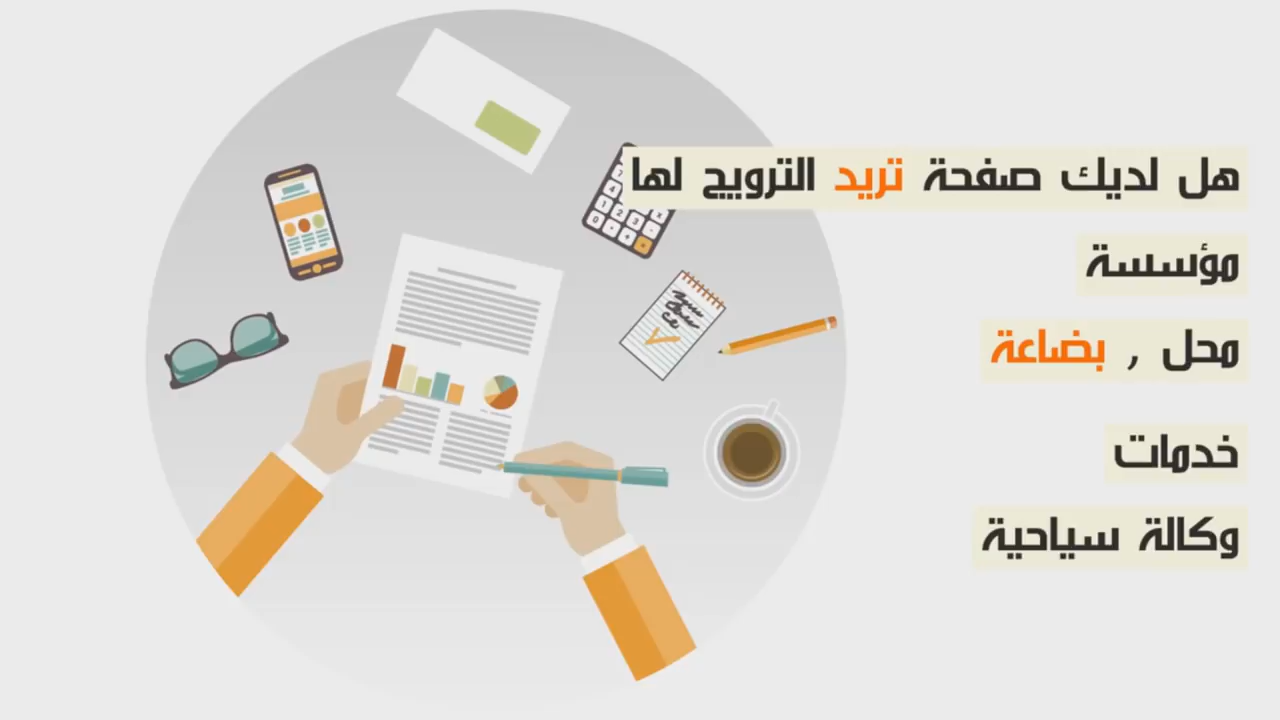 هل لديك صفحة تريد الترويج لها
مؤسسة
محل , بضاعة
خدمات
وكالة سياحية